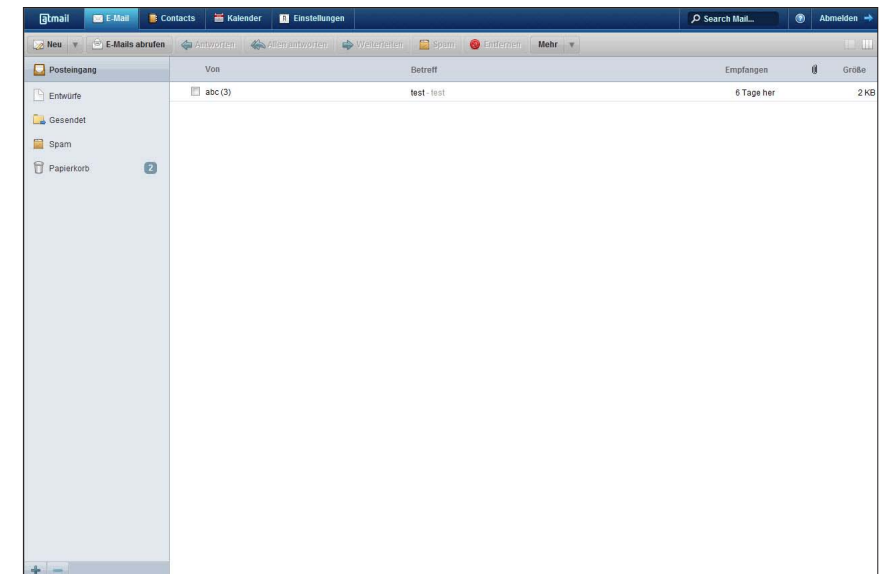 @tmail E-Mail Contacts Kalender Einstellungen Search Mail... Abmelden
Neu E-Mails abrufen Antworten Allen antworten Weiterleiten Spam Entfernen Mehr
Posteingang Von Betreff Empfangen Größe
Entwürfe abc (3) test - test 6 Tage her 2 KB
Gesendet
Spam
Papierkorb 2